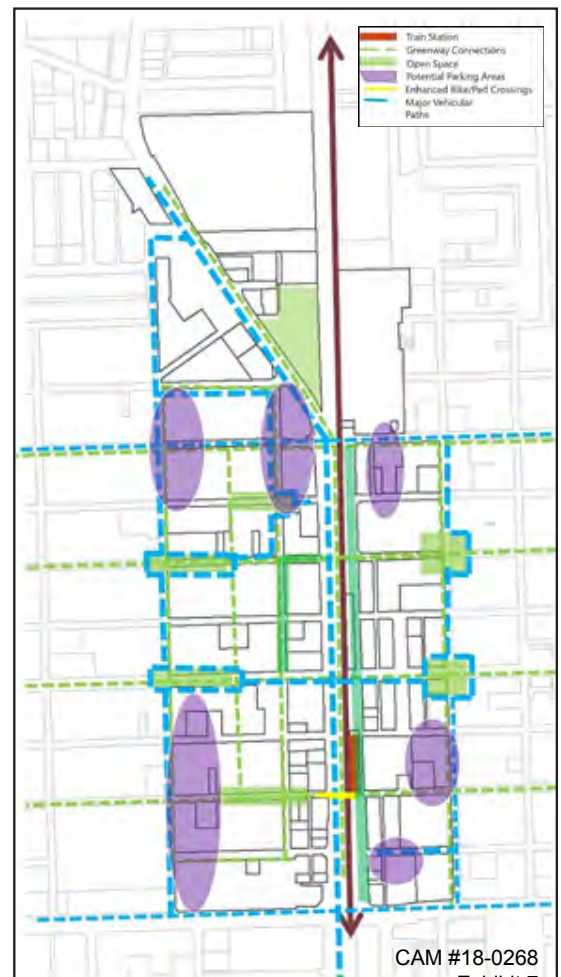 Train Station
Greenway Connections
Open Space
Potential Parking Areas
Enhanced Bike/Ped Crossings
Major Vehicular
Paths
CAM #18-0268